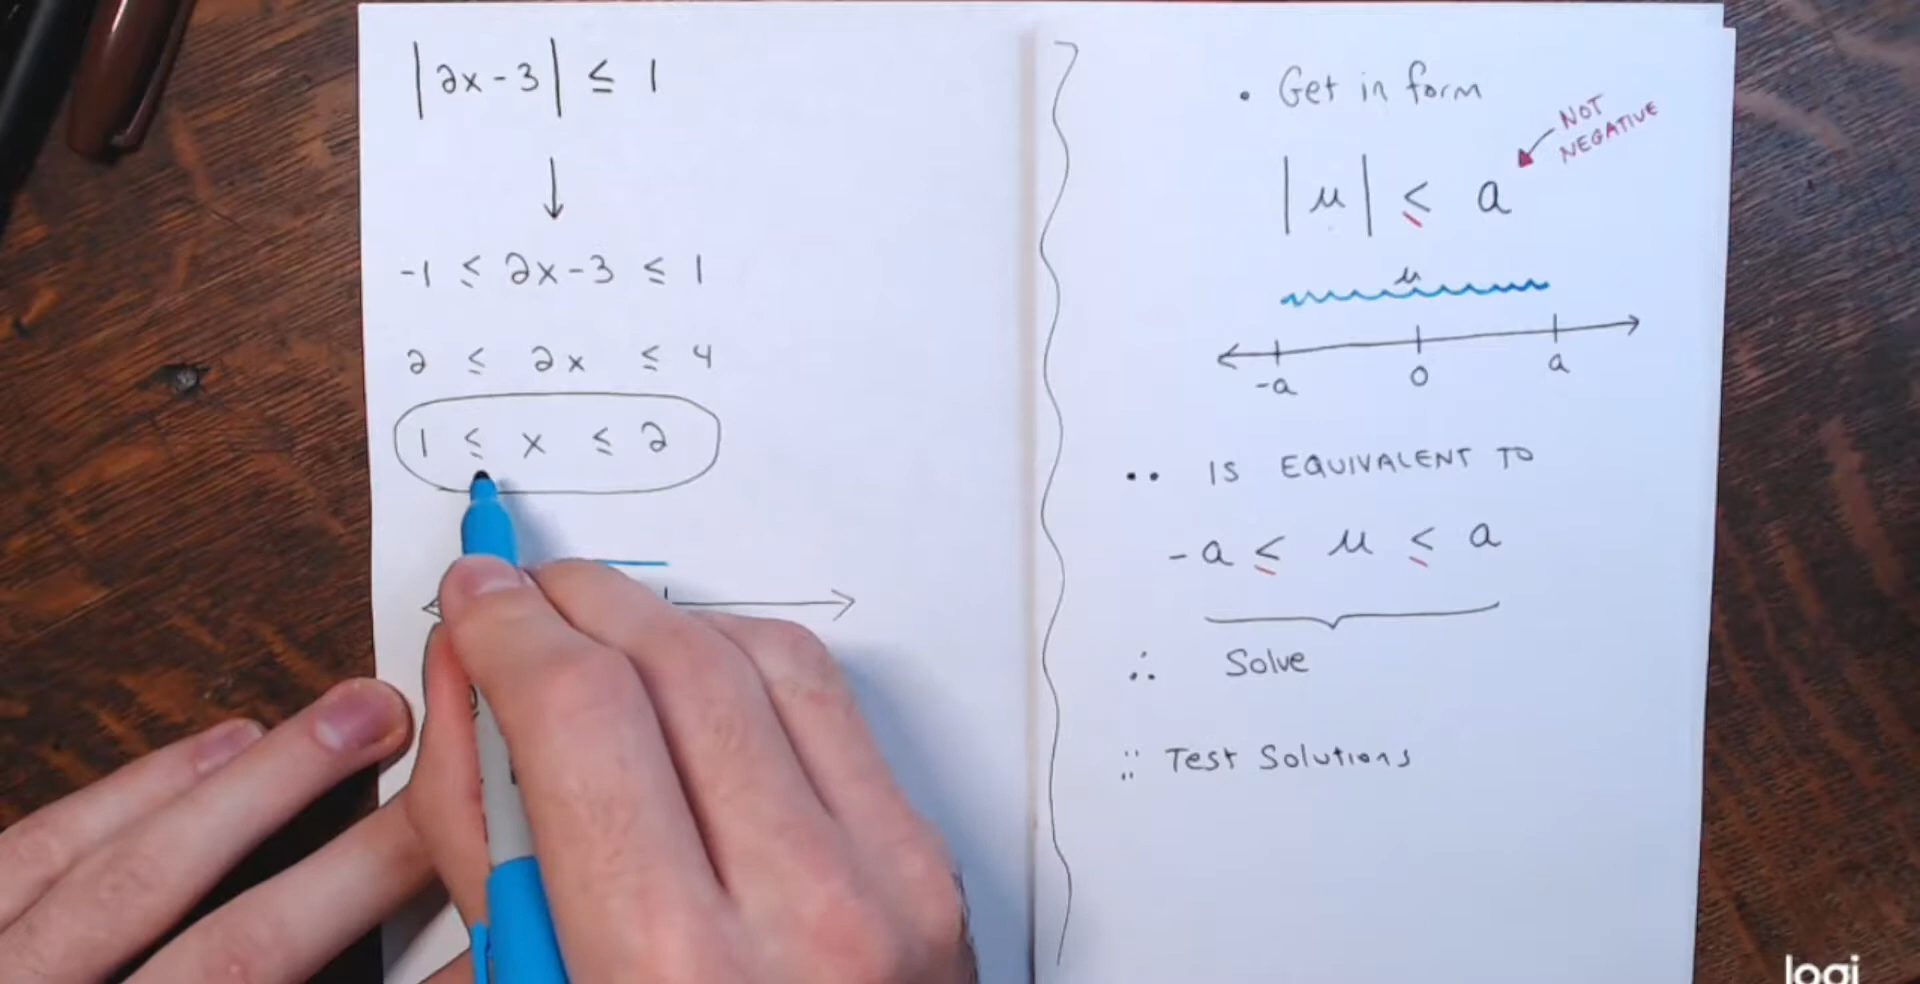 |2x-3| ≤ 1
↓
-1 ≤ 2x-3 ≤ 1
2 ≤ 2x ≤ 4
1 ≤ x ≤ 2
• Get in form
NOT
NEGATIVE
|u| ≤ a
u
-a 0 a
•• IS EQUIVALENT TO
-a ≤ u ≤ a
∴ Solve
:: Test Solutions
logi